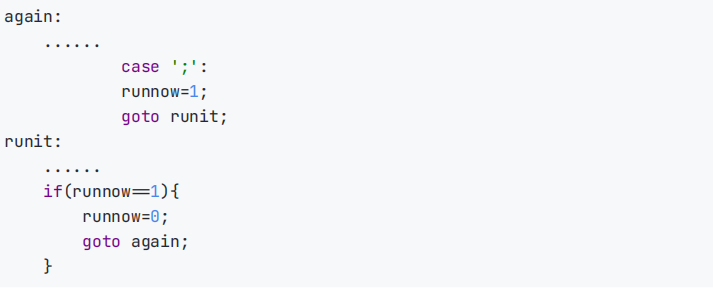 again:
    ......
            case ';':
            runnow=1;
            goto runit;
runit:
    ......
    if(runnow==1){
        runnow=0;
        goto again;
    }